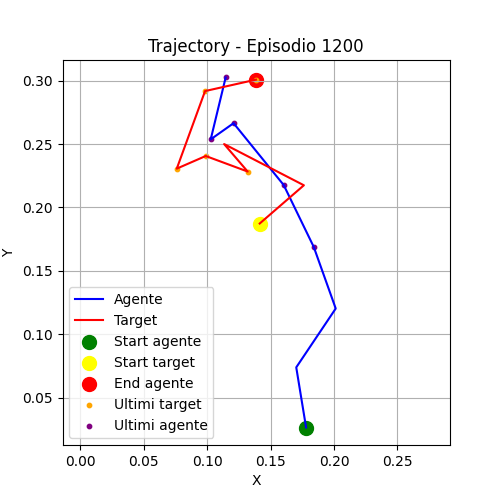 Trajectory - Episodio 1200
Y
0.30
0.25
0.20
0.15
0.10
0.05
Agente
Target
Start agente
Start target
End agente
Ultimi target
Ultimi agente
0.00 0.05 0.10 0.15 0.20 0.25
X